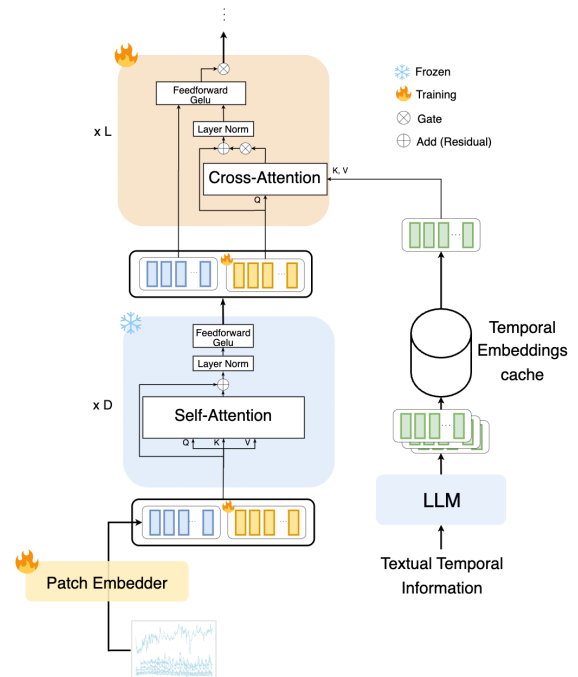 Frozen
Training
Gate
Add (Residual)
Feedforward
Gelu
Layer Norm
x L
Cross-Attention
K, V
Q
Feedforward
Gelu
Layer Norm
x D
Self-Attention
Q
K
V
Temporal
Embeddings
cache
LLM
Textual Temporal
Information
Patch Embedder